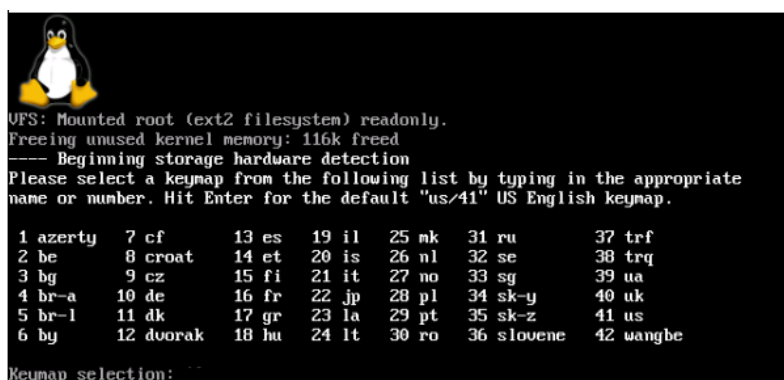 VFS: Mounted root (ext2 filesystem) readonly.
Freeing unused kernel memory: 116k freed
---- Beginning storage hardware detection
Please select a keymap from the following list by typing in the appropriate
name or number. Hit Enter for the default "us/41" US English keymap.
1 azerty 7 cf 13 es 19 il 25 mk 31 ru 37 trf
2 be 8 croat 14 et 20 is 26 nl 32 se 38 trq
3 bg 9 cz 15 fi 21 it 27 no 33 sg 39 ua
4 br-a 10 de 16 fr 22 jp 28 pl 34 sk-y 40 uk
5 br-l 11 dk 17 gr 23 la 29 pt 35 sk-z 41 us
6 by 12 dvorak 18 hu 24 lt 30 ro 36 slovene 42 wangbe
Keymap selection: